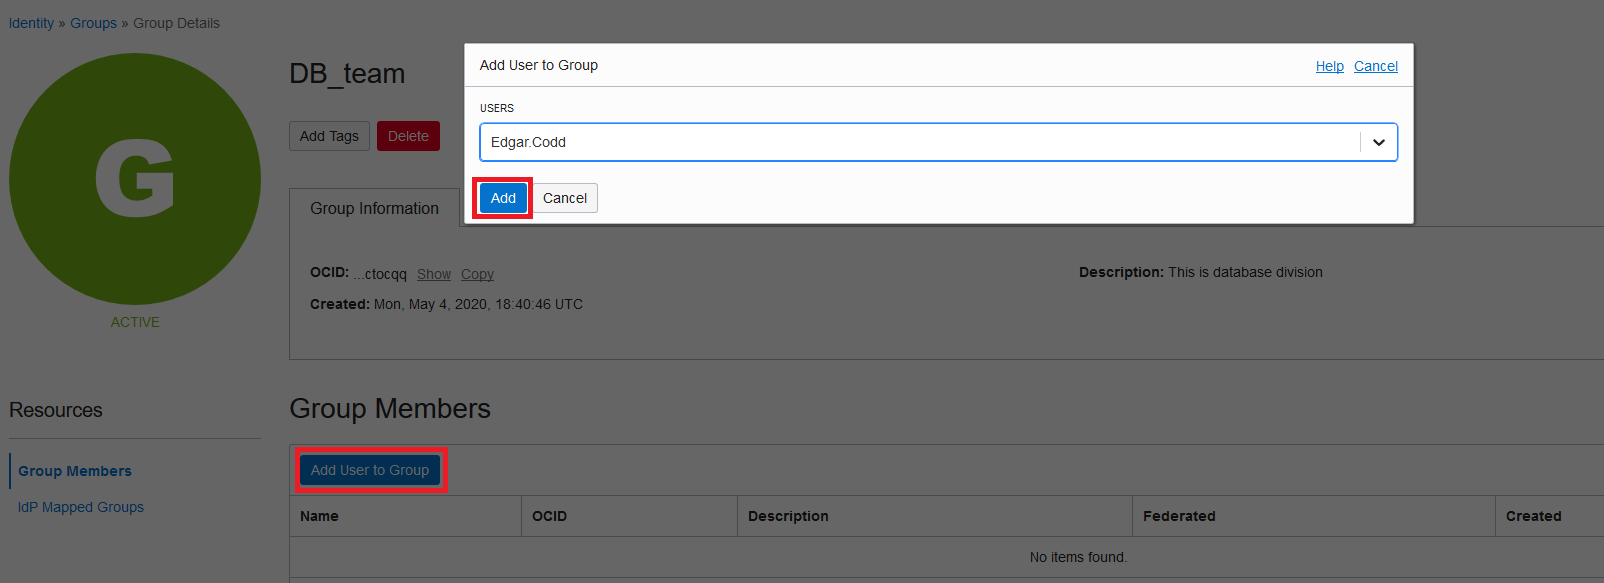 Identity » Groups » Group Details
G
ACTIVE
DB_team
Add Tags Delete
Add User to Group Help Cancel
USERS
Edgar.Codd
Add Cancel
Group Information
OCID: ...ctocqq Show Copy
Description: This is database division
Created: Mon, May 4, 2020, 18:40:46 UTC
Resources
Group Members
IdP Mapped Groups
Group Members
Add User to Group
Name OCID Description Federated Created
No items found.